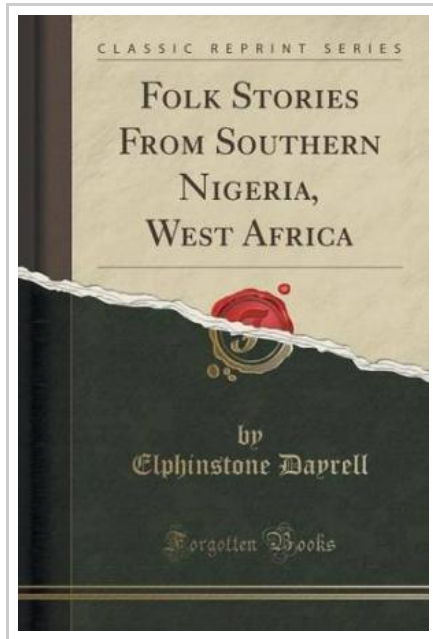 CLASSIC REPRINT SERIES
FOLK STORIES
FROM SOUTHERN
NIGERIA,
WEST AFRICA
by
Elphinstone Dayrell
Forgotten Books